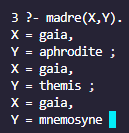 3 ?- madre(X,Y).
X = gaia,
Y = aphrodite ;
X = gaia,
Y = themis ;
X = gaia,
Y = mnemosyne